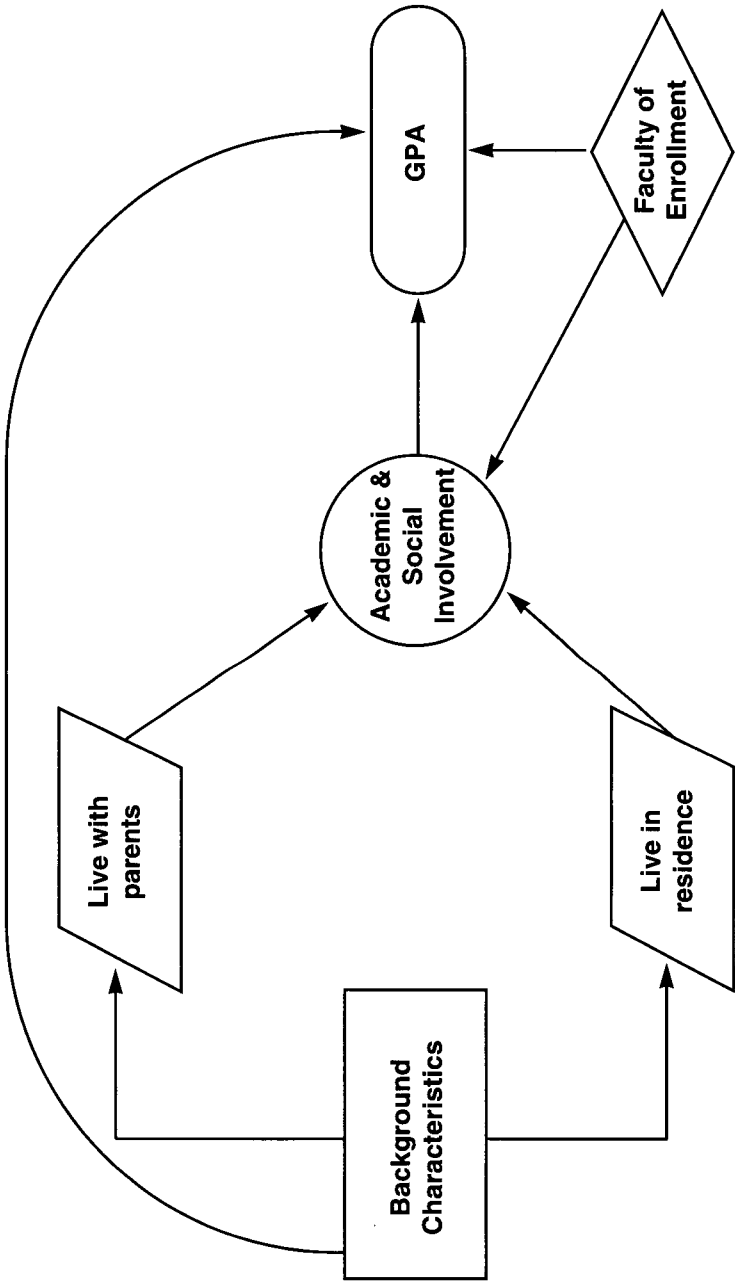 Background
Characteristics
Live with
parents
Live in
residence
Academic &
Social
Involvement
GPA
Faculty of
Enrollment